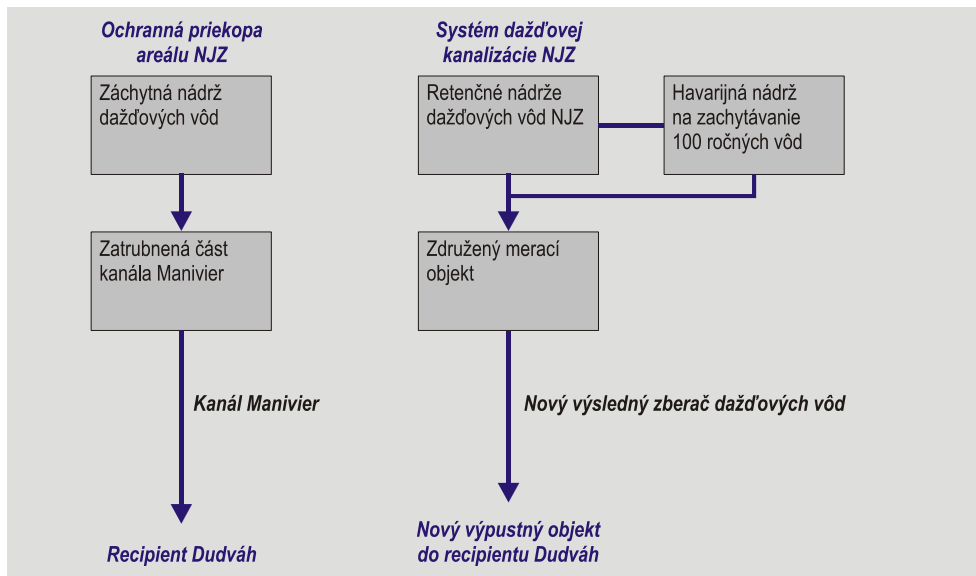 Ochranná priekopa
areálu NJZ
Záchytná nádrž
dažďových vôd
Zatrubnená část
kanála Manivier
Kanál Manivier
Recipient Dudváh
Systém dažďovej
kanalizácie NJZ
Retenčné nádrže
dažďových vôd NJZ
Havarijná nádrž
na zachytávanie
100 ročných vôd
Združený merací
objekt
Nový výsledný zberač dažďových vôd
Nový výpustný objekt
do recipientu Dudváh